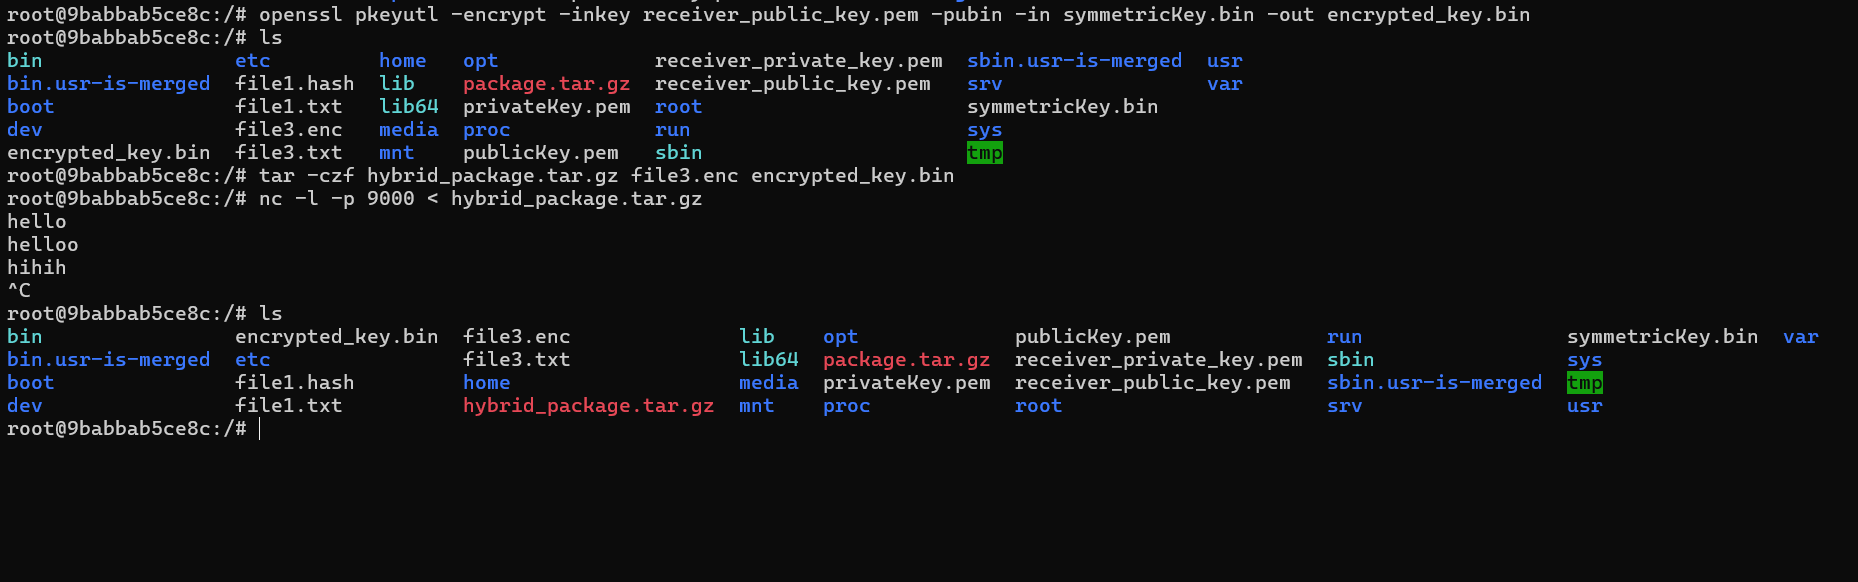 root@9babbab5ce8c:/# openssl pkeyutl -encrypt -inkey receiver_public_key.pem -pubin -in symmetricKey.bin -out encrypted_key.bin
root@9babbab5ce8c:/# ls
bin etc home opt receiver_private_key.pem sbin.usr-is-merged usr
bin.usr-is-merged file1.hash lib package.tar.gz receiver_public_key.pem srv var
boot file1.txt lib64 privateKey.pem root symmetricKey.bin
dev file3.enc media proc run sys
encrypted_key.bin file3.txt mnt publicKey.pem sbin tmp
root@9babbab5ce8c:/# tar -czf hybrid_package.tar.gz file3.enc encrypted_key.bin
root@9babbab5ce8c:/# nc -l -p 9000 < hybrid_package.tar.gz
hello
helloo
hihih
^C
root@9babbab5ce8c:/# ls
bin encrypted_key.bin file3.enc lib opt publicKey.pem run symmetricKey.bin var
bin.usr-is-merged etc file3.txt lib64 package.tar.gz receiver_private_key.pem sbin sys
boot file1.hash home media privateKey.pem receiver_public_key.pem sbin.usr-is-merged tmp
dev file1.txt hybrid_package.tar.gz mnt proc root srv usr
root@9babbab5ce8c:/#